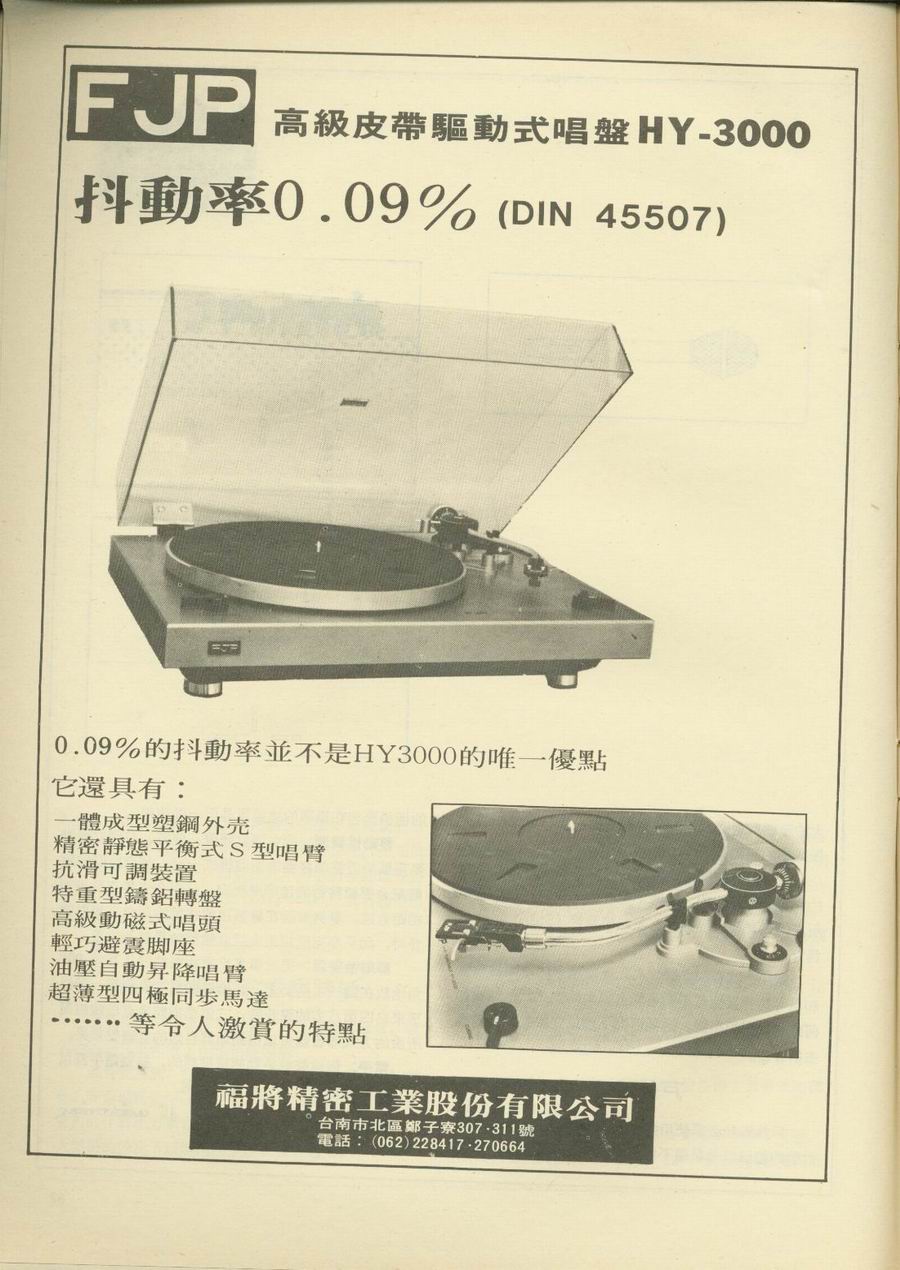 FJP
高級皮帶驅動式唱盤HY-3000
抖動率0.09% (DIN 45507)
FJP
0.09%的抖動率並不是HY3000的唯一優點
它還具有：
一體成型塑鋼外壳
精密靜態平衡式S型唱臂
抗滑可調裝置
特重型鑄鋁轉盤
高級動磁式唱頭
輕巧避震脚座
油壓自動昇降唱臂
超薄型四極同步馬達
‥‥‥‥等令人激賞的特點
福將精密工業股份有限公司
台南市北區鄭子寮307·311號
電話：(062)228417·270664